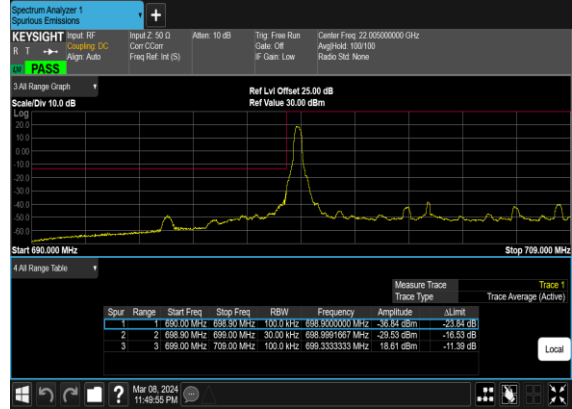 Spectrum Analyzer 1
Spurious Emissions
+
KEYSIGHT Input: RF Input Z: 50 Ω Atten: 10 dB Trig: Free Run Center Freq: 22.005000000 GHz
R T Coupling: DC Corr CCorr Gate: Off Avg|Hold: 100/100
Align: Auto Freq Ref: Int (S) IF Gain: Low Radio Std: None
PASS
3 All Range Graph Ref Lvl Offset 25.00 dB
Scale/Div 10.0 dB Ref Value 30.00 dBm
Log
20.0
10.0
0.00
-10.0
-20.0
-30.0
-40.0
-50.0
-60.0
Start 690.000 MHz Stop 709.000 MHz
4 All Range Table
Measure Trace Trace 1
Trace Type Trace Average (Active)
Spur Range Start Freq Stop Freq RBW Frequency Amplitude ΔLimit
1 1 690.00 MHz 698.90 MHz 100.0 kHz 698.9000000 MHz -36.84 dBm -23.84 dB
2 2 698.90 MHz 699.00 MHz 30.00 kHz 698.9991667 MHz -29.53 dBm -16.53 dB
3 3 699.00 MHz 709.00 MHz 100.0 kHz 699.3333333 MHz 18.61 dBm -11.39 dB
Local
? Mar 08, 2024
11:49:55 PM